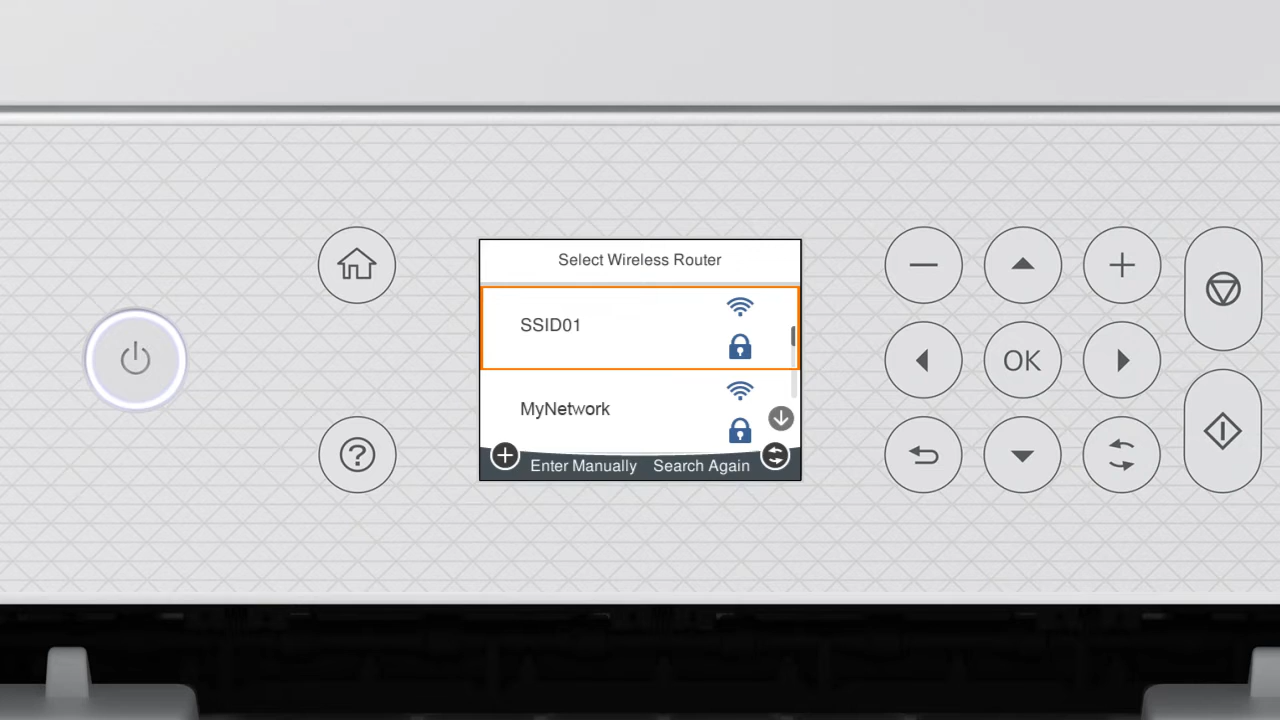 Select Wireless Router
SSID01
MyNetwork
Enter Manually Search Again
OK